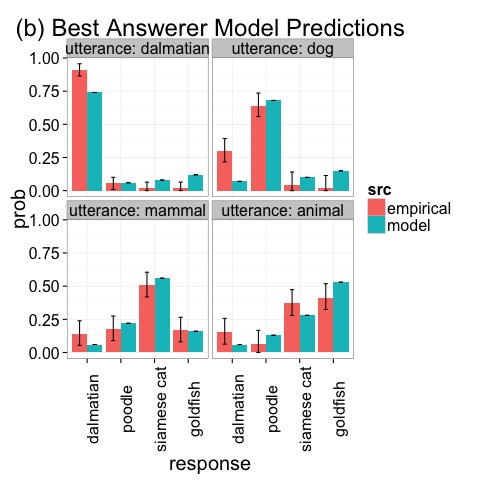 (b) Best Answerer Model Predictions
utterance: dalmatian
utterance: dog
1.00
0.75
0.50
0.25
0.00
utterance: mammal
utterance: animal
1.00
0.75
0.50
0.25
0.00
prob
src
empirical
model
dalmatian
poodle
siamese cat
goldfish
dalmatian
poodle
siamese cat
goldfish
response